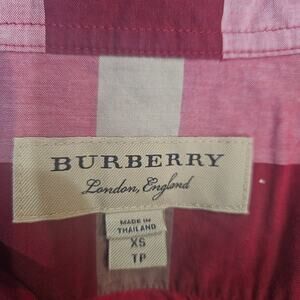 BURBERRY
London, England
MADE IN
THAILAND
XS
TP